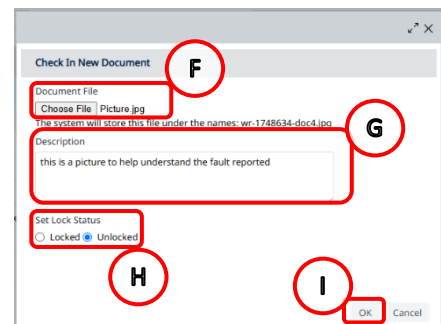 Check In New Document
F
Document File
Choose File Picture.jpg
The system will store this file under the names: wr-1748634-doc4.jpg
G
Description
this is a picture to help understand the fault reported
Set Lock Status
Locked Unlocked
H
I
OK Cancel